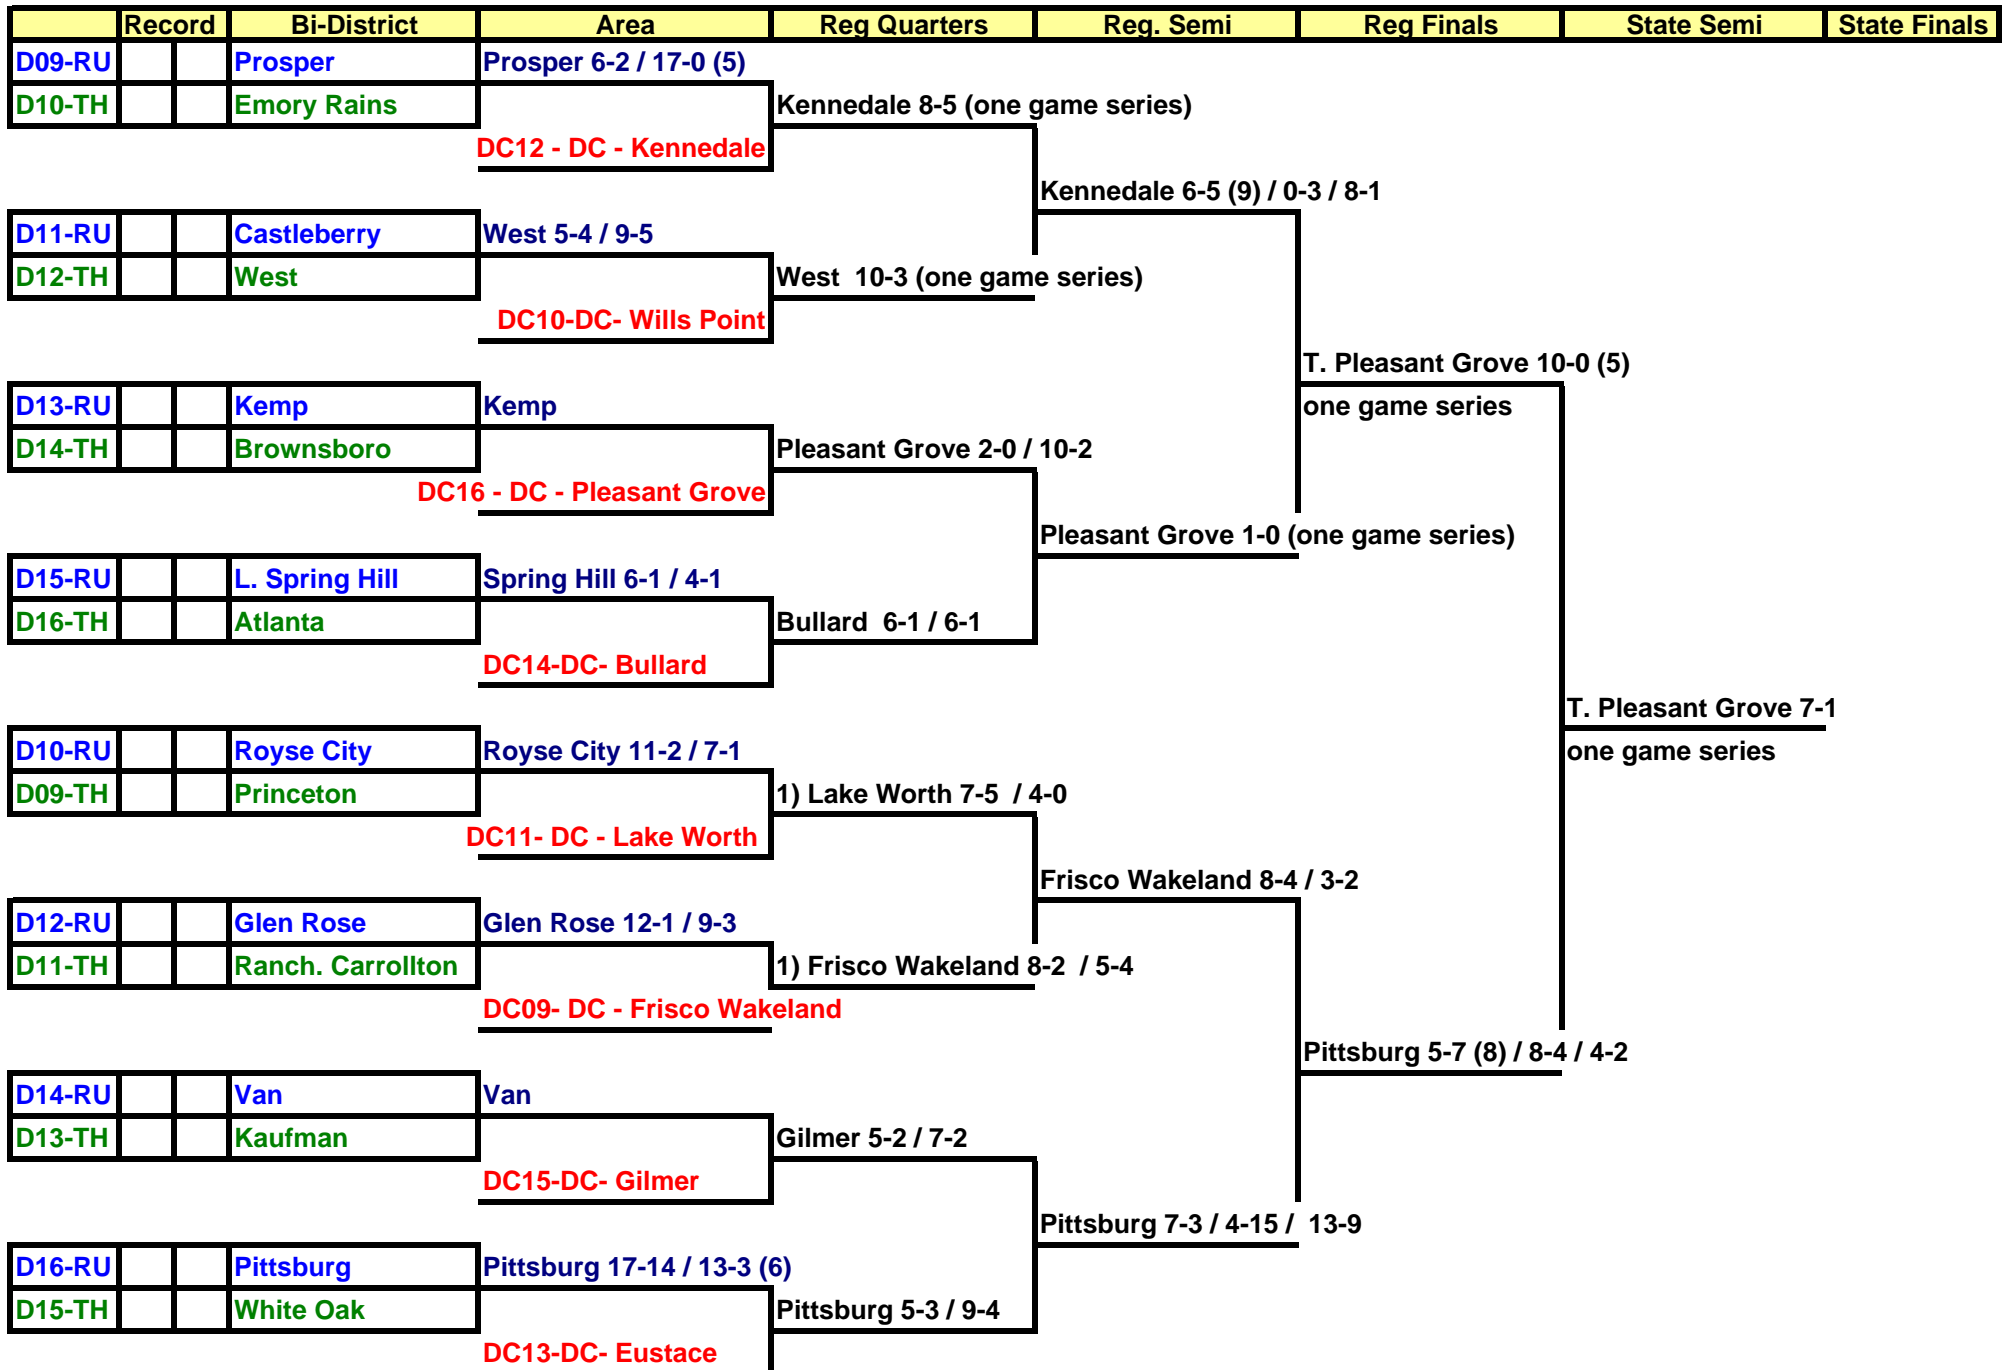 Record Bi-District Area Reg Quarters Reg. Semi Reg Finals State Semi State Finals
D09-RU Prosper Prosper 6-2 / 17-0 (5)
D10-TH Emory Rains Kennedale 8-5 (one game series)
DC12 - DC - Kennedale
Kennedale 6-5 (9) / 0-3 / 8-1
D11-RU Castleberry West 5-4 / 9-5
D12-TH West West  10-3 (one game series)
DC10-DC- Wills Point
T. Pleasant Grove 10-0 (5)
D13-RU Kemp Kemp one game series
D14-TH Brownsboro Pleasant Grove 2-0 / 10-2
DC16 - DC - Pleasant Grove
Pleasant Grove 1-0 (one game series)
D15-RU L. Spring Hill Spring Hill 6-1 / 4-1
D16-TH Atlanta Bullard  6-1 / 6-1
DC14-DC- Bullard
T. Pleasant Grove 7-1
D10-RU Royse City Royse City 11-2 / 7-1 one game series
D09-TH Princeton 1) Lake Worth 7-5  / 4-0
DC11- DC - Lake Worth
Frisco Wakeland 8-4 / 3-2
D12-RU Glen Rose Glen Rose 12-1 / 9-3
D11-TH Ranch. Carrollton 1) Frisco Wakeland 8-2  / 5-4
DC09- DC - Frisco Wakeland
Pittsburg 5-7 (8) / 8-4 / 4-2
D14-RU Van Van
D13-TH Kaufman Gilmer 5-2 / 7-2
DC15-DC- Gilmer
Pittsburg 7-3 / 4-15 /  13-9
D16-RU Pittsburg Pittsburg 17-14 / 13-3 (6)
D15-TH White Oak Pittsburg 5-3 / 9-4
DC13-DC- Eustace